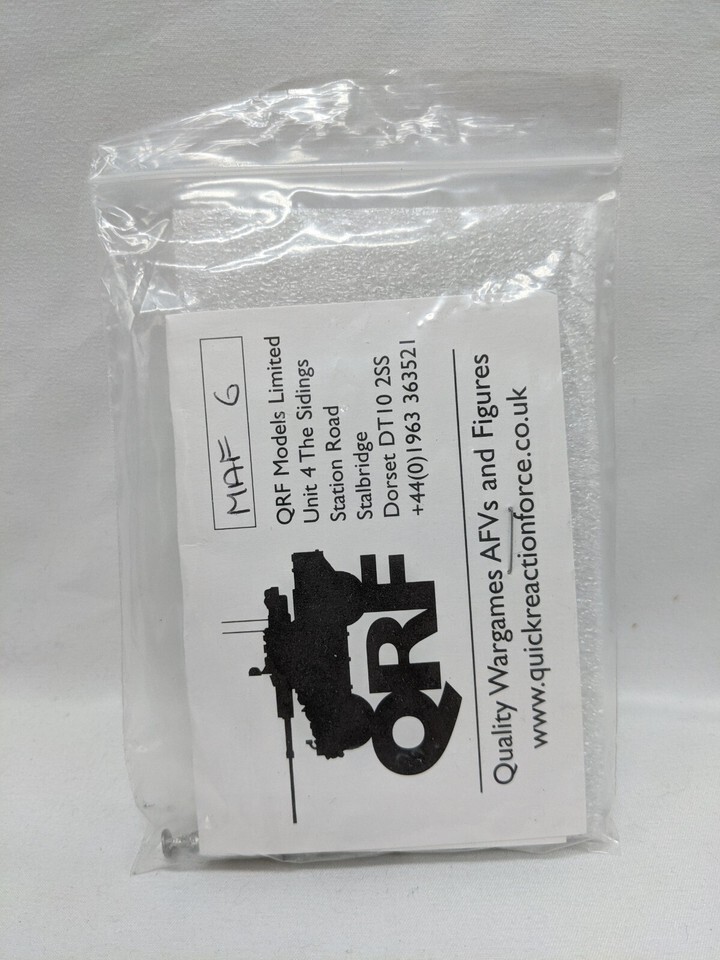 MAF 6
QRF Models Limited
Unit 4 The Sidings
Station Road
Stalbridge
Dorset DT10 2SS
+44(0)1963 363521
QRF
Quality Wargames AFVs and Figures
www.quickreactionforce.co.uk